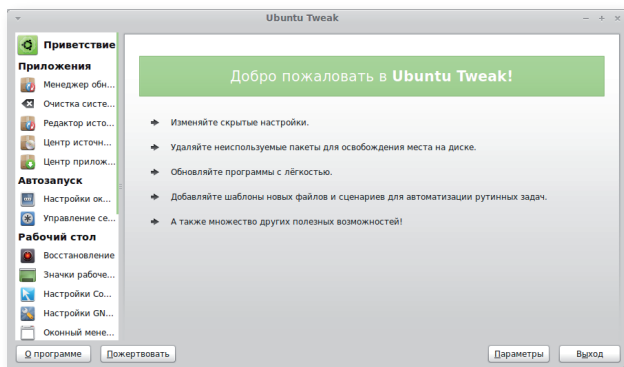 Ubuntu Tweak
Приветствие
Приложения
Менеджер обн...
Очистка систе...
Редактор исто...
Центр источн...
Центр прилож...
Автозапуск
Настройки ок...
Управление се...
Рабочий стол
Восстановление
Значки рабоче...
Настройки Co...
Настройки GN...
Оконный мене...
Добро пожаловать в Ubuntu Tweak!
Изменяйте скрытые настройки.
Удаляйте неиспользуемые пакеты для освобождения места на диске.
Обновляйте программы с лёгкостью.
Добавляйте шаблоны новых файлов и сценариев для автоматизации рутинных задач.
А также множество других полезных возможностей!
О программе
Пожертвовать
Параметры
Выход